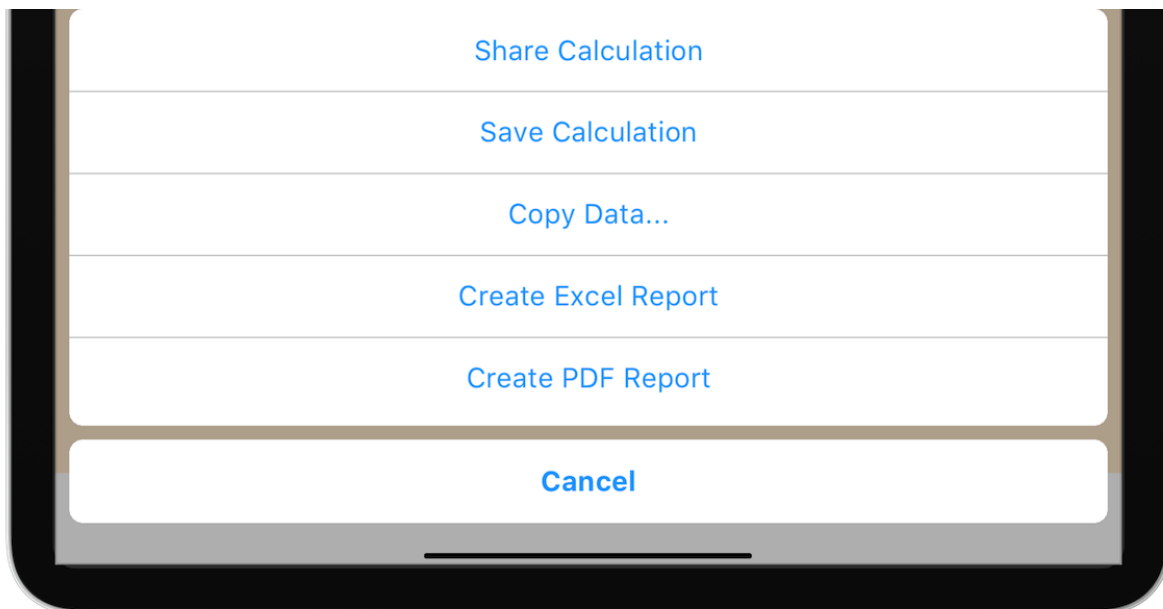 Share Calculation
Save Calculation
Copy Data...
Create Excel Report
Create PDF Report
Cancel